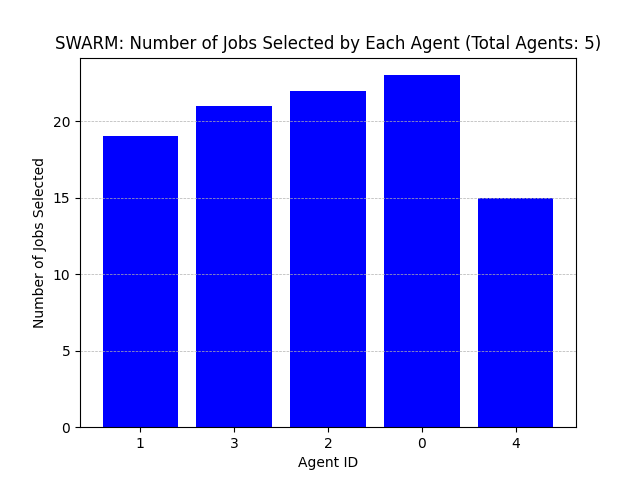 SWARM: Number of Jobs Selected by Each Agent (Total Agents: 5)
Number of Jobs Selected
20
15
10
5
0
1 3 2 0 4
Agent ID